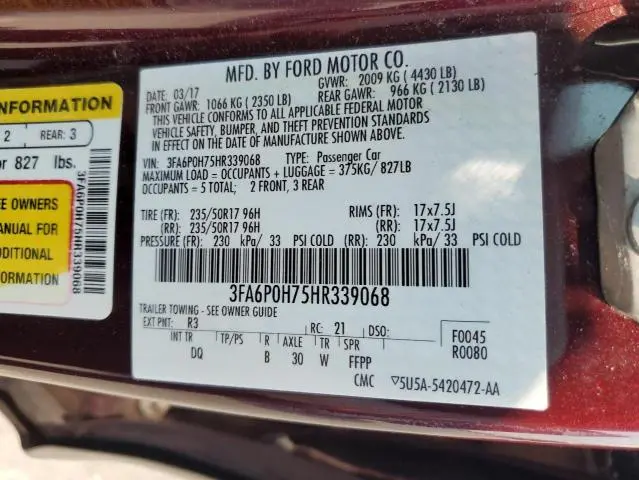 MFD. BY FORD MOTOR CO.
DATE: 03/17
GVWR: 2009 KG (4430 LB)
FRONT GAWR: 1066 KG (2350 LB)
REAR GAWR: 966 KG (2130 LB)
THIS VEHICLE CONFORMS TO ALL APPLICABLE FEDERAL MOTOR
VEHICLE SAFETY, BUMPER, AND THEFT PREVENTION STANDARDS
IN EFFECT ON THE DATE OF MANUFACTURE SHOWN ABOVE.
VIN: 3FA6P0H75HR339068 TYPE: Passenger Car
MAXIMUM LOAD = OCCUPANTS + LUGGAGE = 375KG/ 827LB
OCCUPANTS = 5 TOTAL; 2 FRONT, 3 REAR
TIRE (FR): 235/50R17 96H RIMS (FR): 17x7.5J
(RR): 235/50R17 96H (RR): 17x7.5J
PRESSURE (FR): 230 kPa/ 33 PSI COLD (RR): 230 kPa/ 33 PSI COLD
3FA6P0H75HR339068
TRAILER TOWING - SEE OWNER GUIDE
EXT PNT: R3 RC: 21 DSO: F0045
INT TR TP/PS R AXLE TR SPR R0080
DQ B 30 W FFPP
CMC ▽5U5A-5420472-AA
INFORMATION
2 REAR: 3
or 827 lbs.
EE OWNERS
MANUAL FOR
ADDITIONAL
INFORMATION
3FA6P0H75HR339068